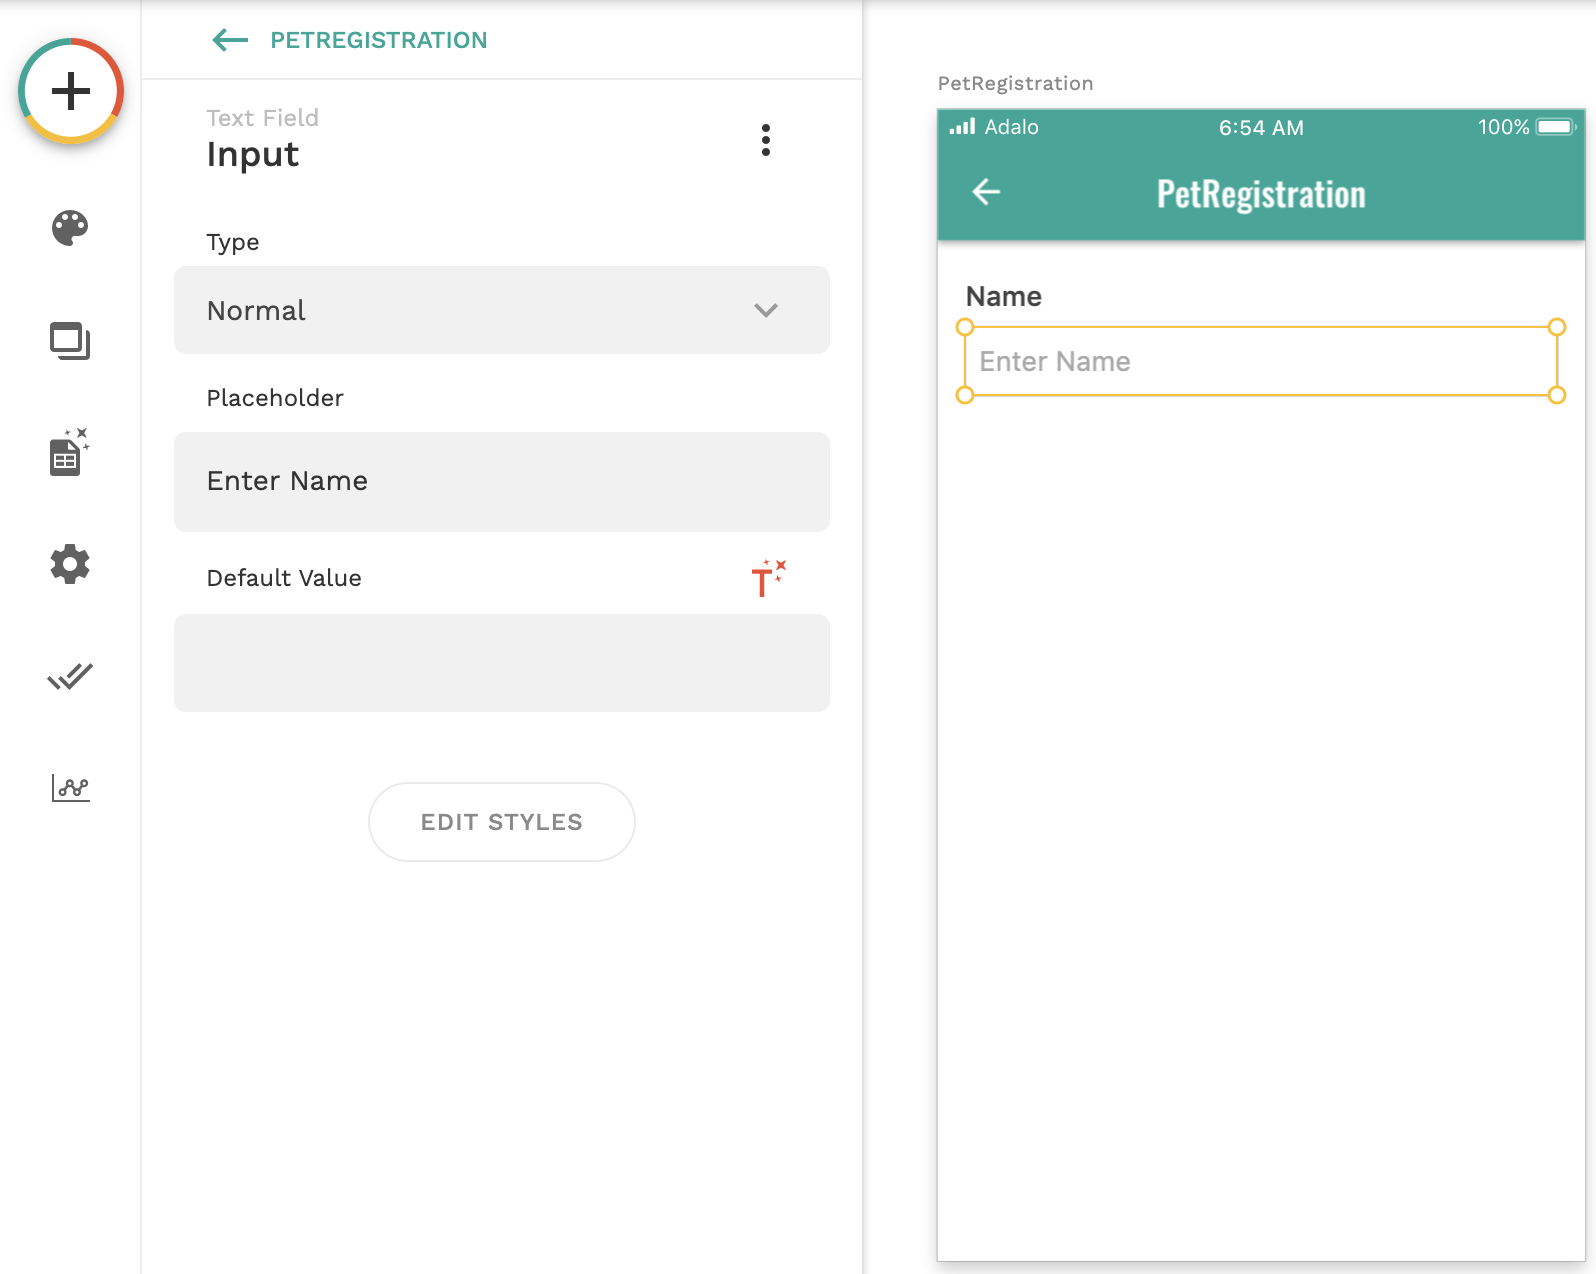 PETREGISTRATION
Text Field
Input
Type
Normal
Placeholder
Enter Name
Default Value
T
EDIT STYLES
PetRegistration
Adalo 6:54 AM 100%
PetRegistration
Name
Enter Name